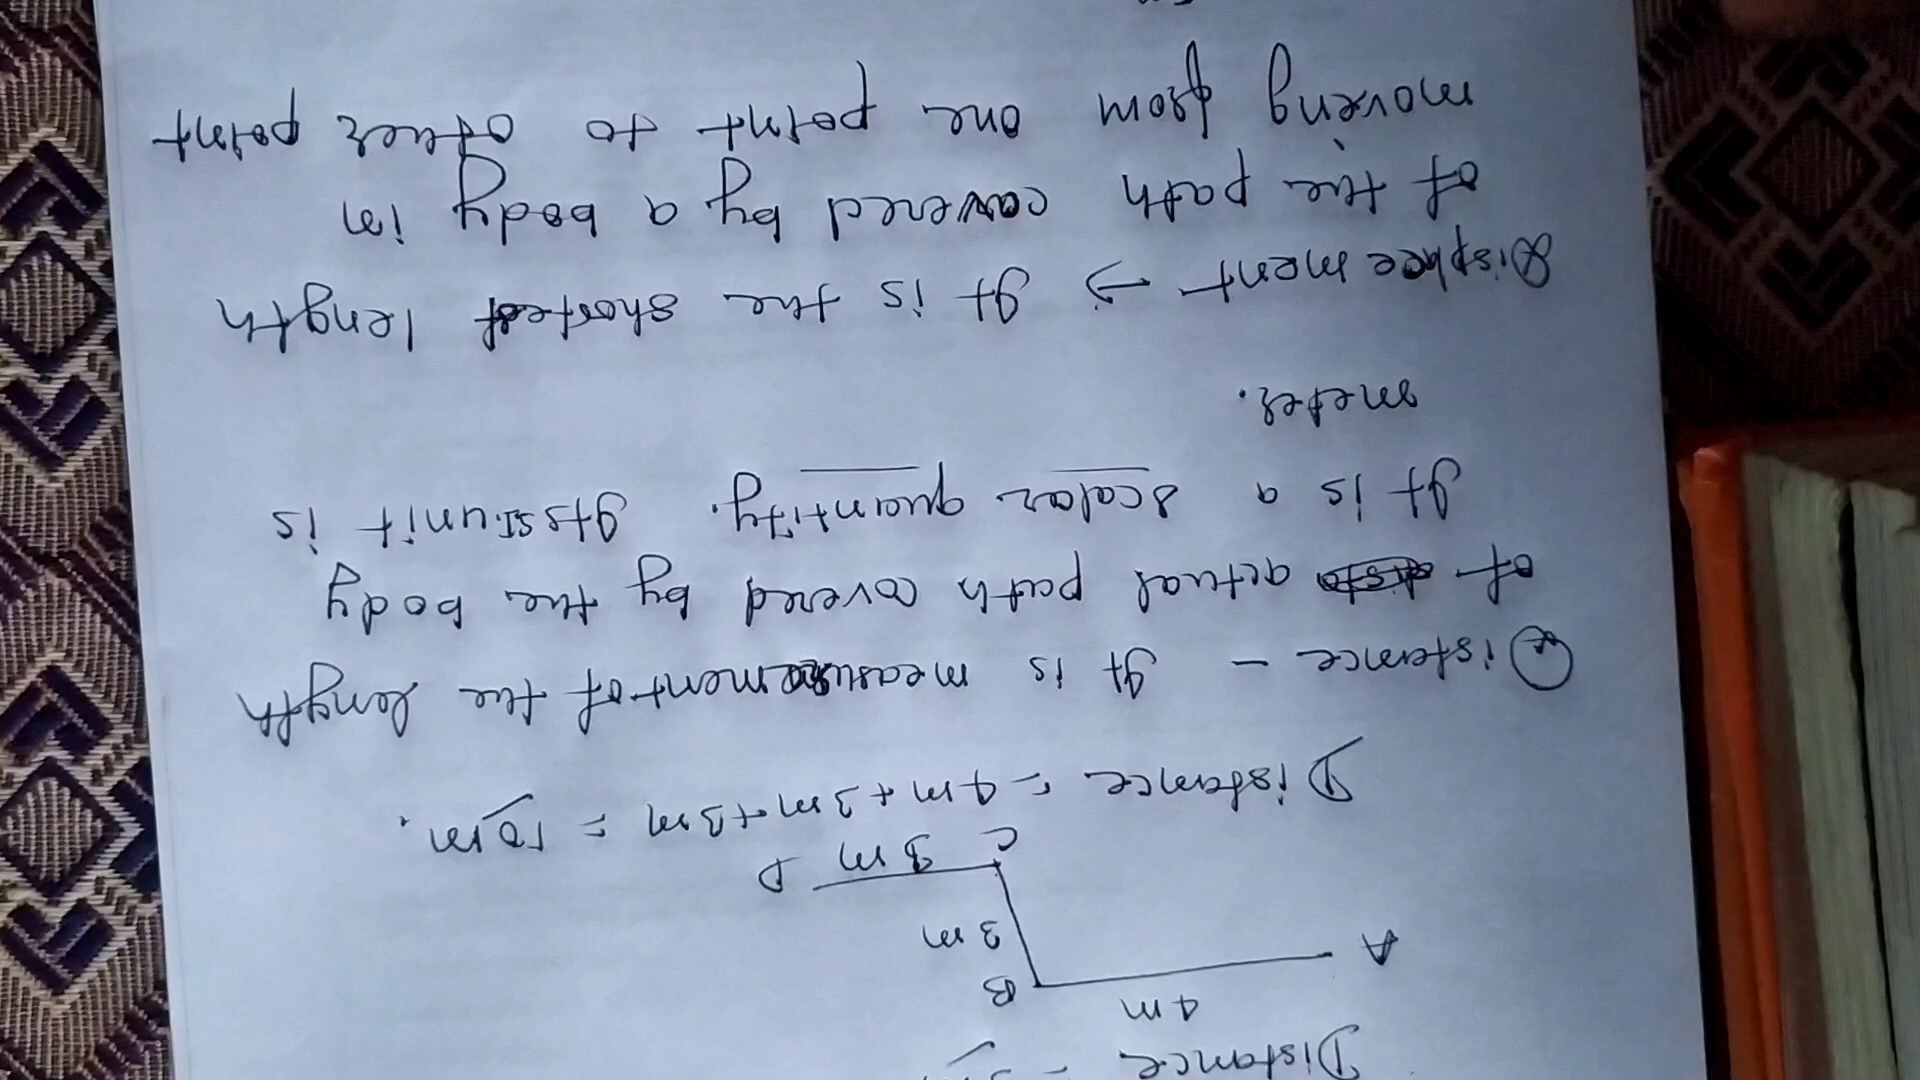 Distance =
4m
A
B
3m
C 3m D
Distance = 4m+3m+3m = 10m.
Distance - It is measurement of the length
of actual path covered by the body
It is a scalar quantity. Its SI unit is
meter.
Displecement → It is the shortest length
of the path covered by a body in
moving from one point to other point